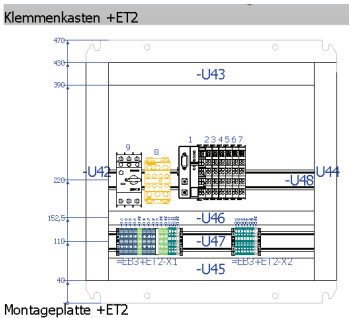 Klemmenkasten +ET2
470
430
-U43
390
1 2 3 4 5 6 7
9
8
-U42
-U44
220
-U48
152,5
-U46
110
-U47
=EB3+ET2-X1
=EB3+ET2-X2
-U45
40
0
Montageplatte +ET2